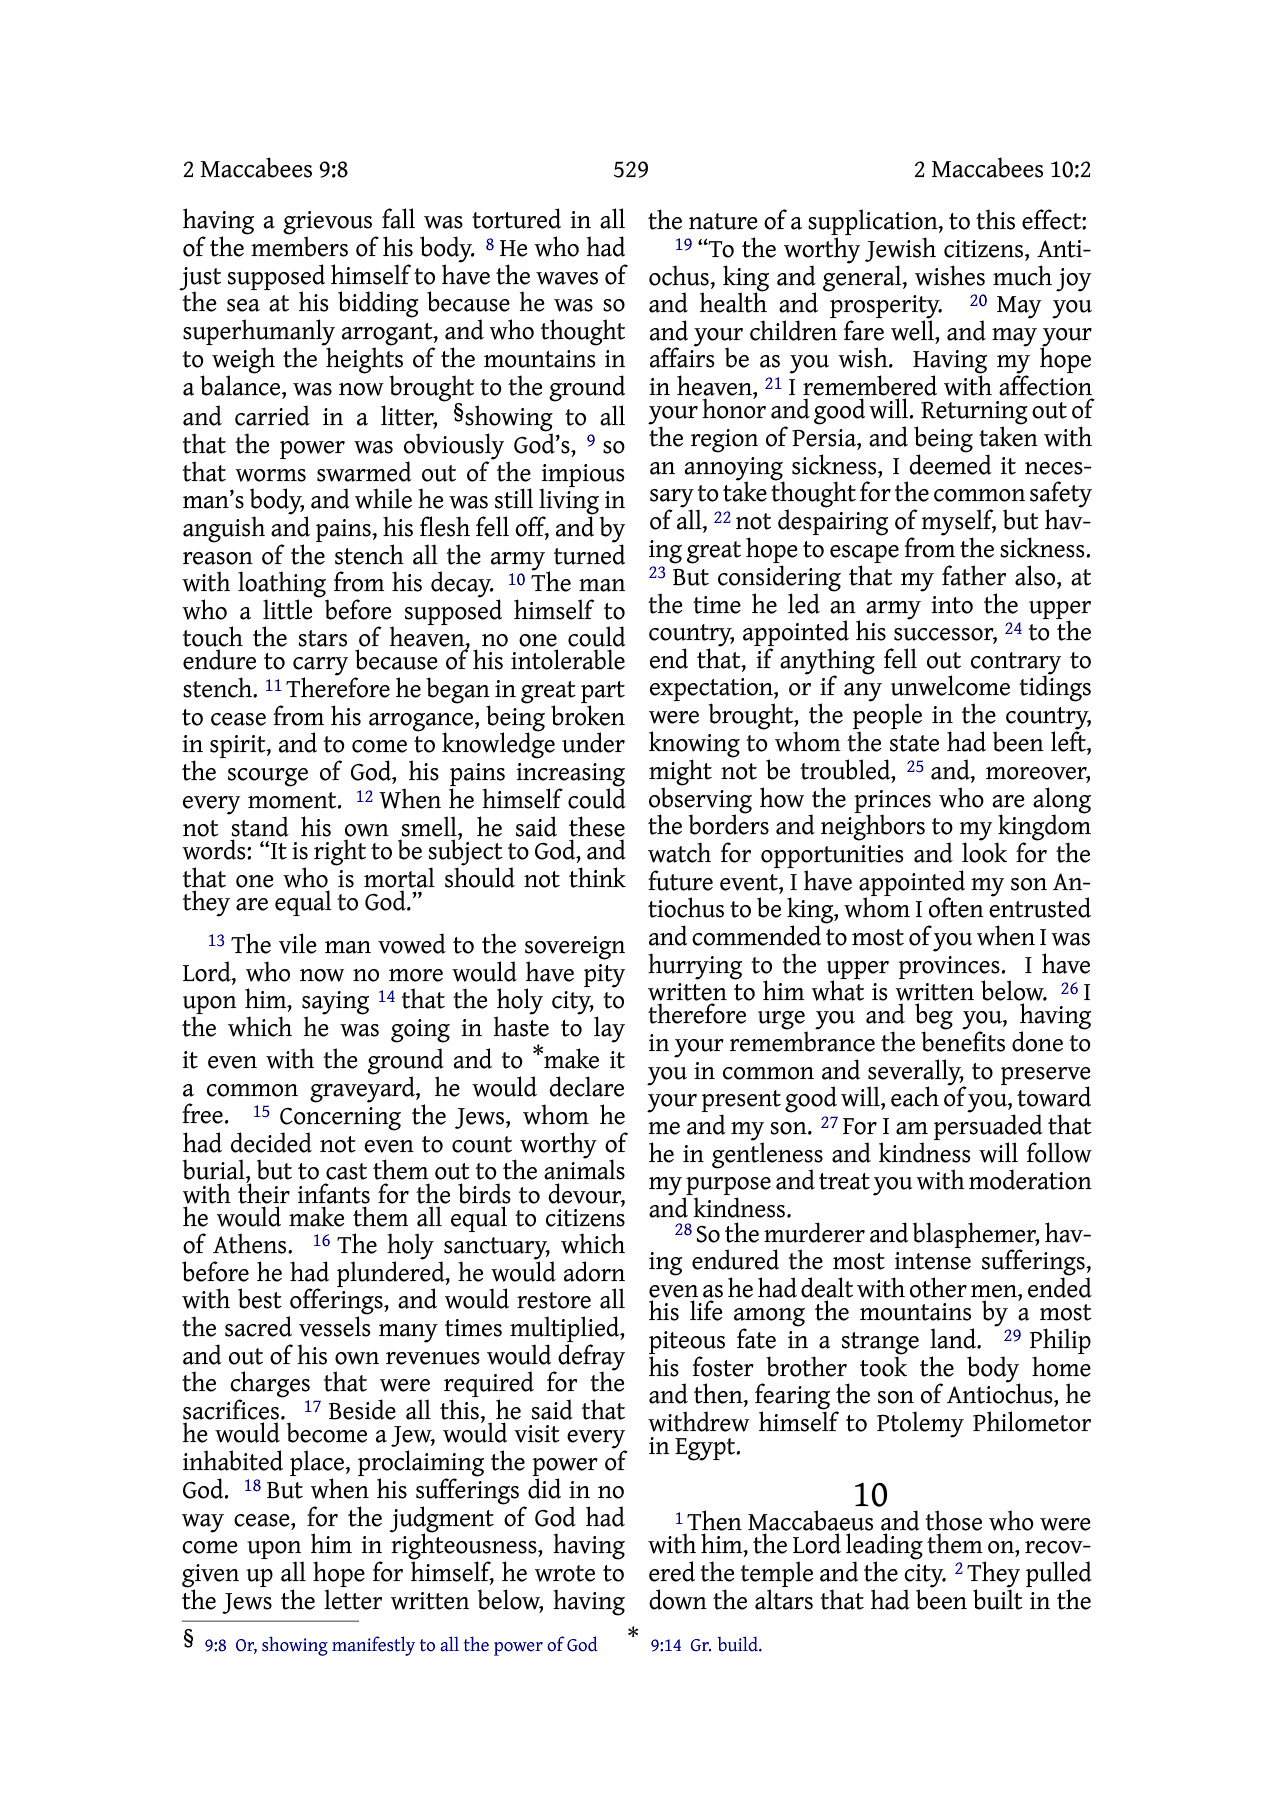 2 Maccabees 9:8 529 2 Maccabees 10:2
having a grievous fall was tortured in all
of the members of his body. 8 He who had
just supposed himself to have the waves of
the sea at his bidding because he was so
superhumanly arrogant, and who thought
to weigh the heights of the mountains in
a balance, was now brought to the ground
and carried in a litter, §showing to all
that the power was obviously God’s, 9 so
that worms swarmed out of the impious
man’s body, and while he was still living in
anguish and pains, his flesh fell off, and by
reason of the stench all the army turned
with loathing from his decay. 10 The man
who a little before supposed himself to
touch the stars of heaven, no one could
endure to carry because of his intolerable
stench. 11 Therefore he began in great part
to cease from his arrogance, being broken
in spirit, and to come to knowledge under
the scourge of God, his pains increasing
every moment. 12 When he himself could
not stand his own smell, he said these
words: “It is right to be subject to God, and
that one who is mortal should not think
they are equal to God.”
13 The vile man vowed to the sovereign
Lord, who now no more would have pity
upon him, saying 14 that the holy city, to
the which he was going in haste to lay
it even with the ground and to *make it
a common graveyard, he would declare
free. 15 Concerning the Jews, whom he
had decided not even to count worthy of
burial, but to cast them out to the animals
with their infants for the birds to devour,
he would make them all equal to citizens
of Athens. 16 The holy sanctuary, which
before he had plundered, he would adorn
with best offerings, and would restore all
the sacred vessels many times multiplied,
and out of his own revenues would defray
the charges that were required for the
sacrifices. 17 Beside all this, he said that
he would become a Jew, would visit every
inhabited place, proclaiming the power of
God. 18 But when his sufferings did in no
way cease, for the judgment of God had
come upon him in righteousness, having
given up all hope for himself, he wrote to
the Jews the letter written below, having
the nature of a supplication, to this effect:
19 “To the worthy Jewish citizens, Anti-
ochus, king and general, wishes much joy
and health and prosperity. 20 May you
and your children fare well, and may your
affairs be as you wish. Having my hope
in heaven, 21 I remembered with affection
your honor and good will. Returning out of
the region of Persia, and being taken with
an annoying sickness, I deemed it neces-
sary to take thought for the common safety
of all, 22 not despairing of myself, but hav-
ing great hope to escape from the sickness.
23 But considering that my father also, at
the time he led an army into the upper
country, appointed his successor, 24 to the
end that, if anything fell out contrary to
expectation, or if any unwelcome tidings
were brought, the people in the country,
knowing to whom the state had been left,
might not be troubled, 25 and, moreover,
observing how the princes who are along
the borders and neighbors to my kingdom
watch for opportunities and look for the
future event, I have appointed my son An-
tiochus to be king, whom I often entrusted
and commended to most of you when I was
hurrying to the upper provinces. I have
written to him what is written below. 26 I
therefore urge you and beg you, having
in your remembrance the benefits done to
you in common and severally, to preserve
your present good will, each of you, toward
me and my son. 27 For I am persuaded that
he in gentleness and kindness will follow
my purpose and treat you with moderation
and kindness.
28 So the murderer and blasphemer, hav-
ing endured the most intense sufferings,
even as he had dealt with other men, ended
his life among the mountains by a most
piteous fate in a strange land. 29 Philip
his foster brother took the body home
and then, fearing the son of Antiochus, he
withdrew himself to Ptolemy Philometor
in Egypt.
10
1 Then Maccabaeus and those who were
with him, the Lord leading them on, recov-
ered the temple and the city. 2 They pulled
down the altars that had been built in the
§ 9:8 Or, showing manifestly to all the power of God * 9:14 Gr. build.